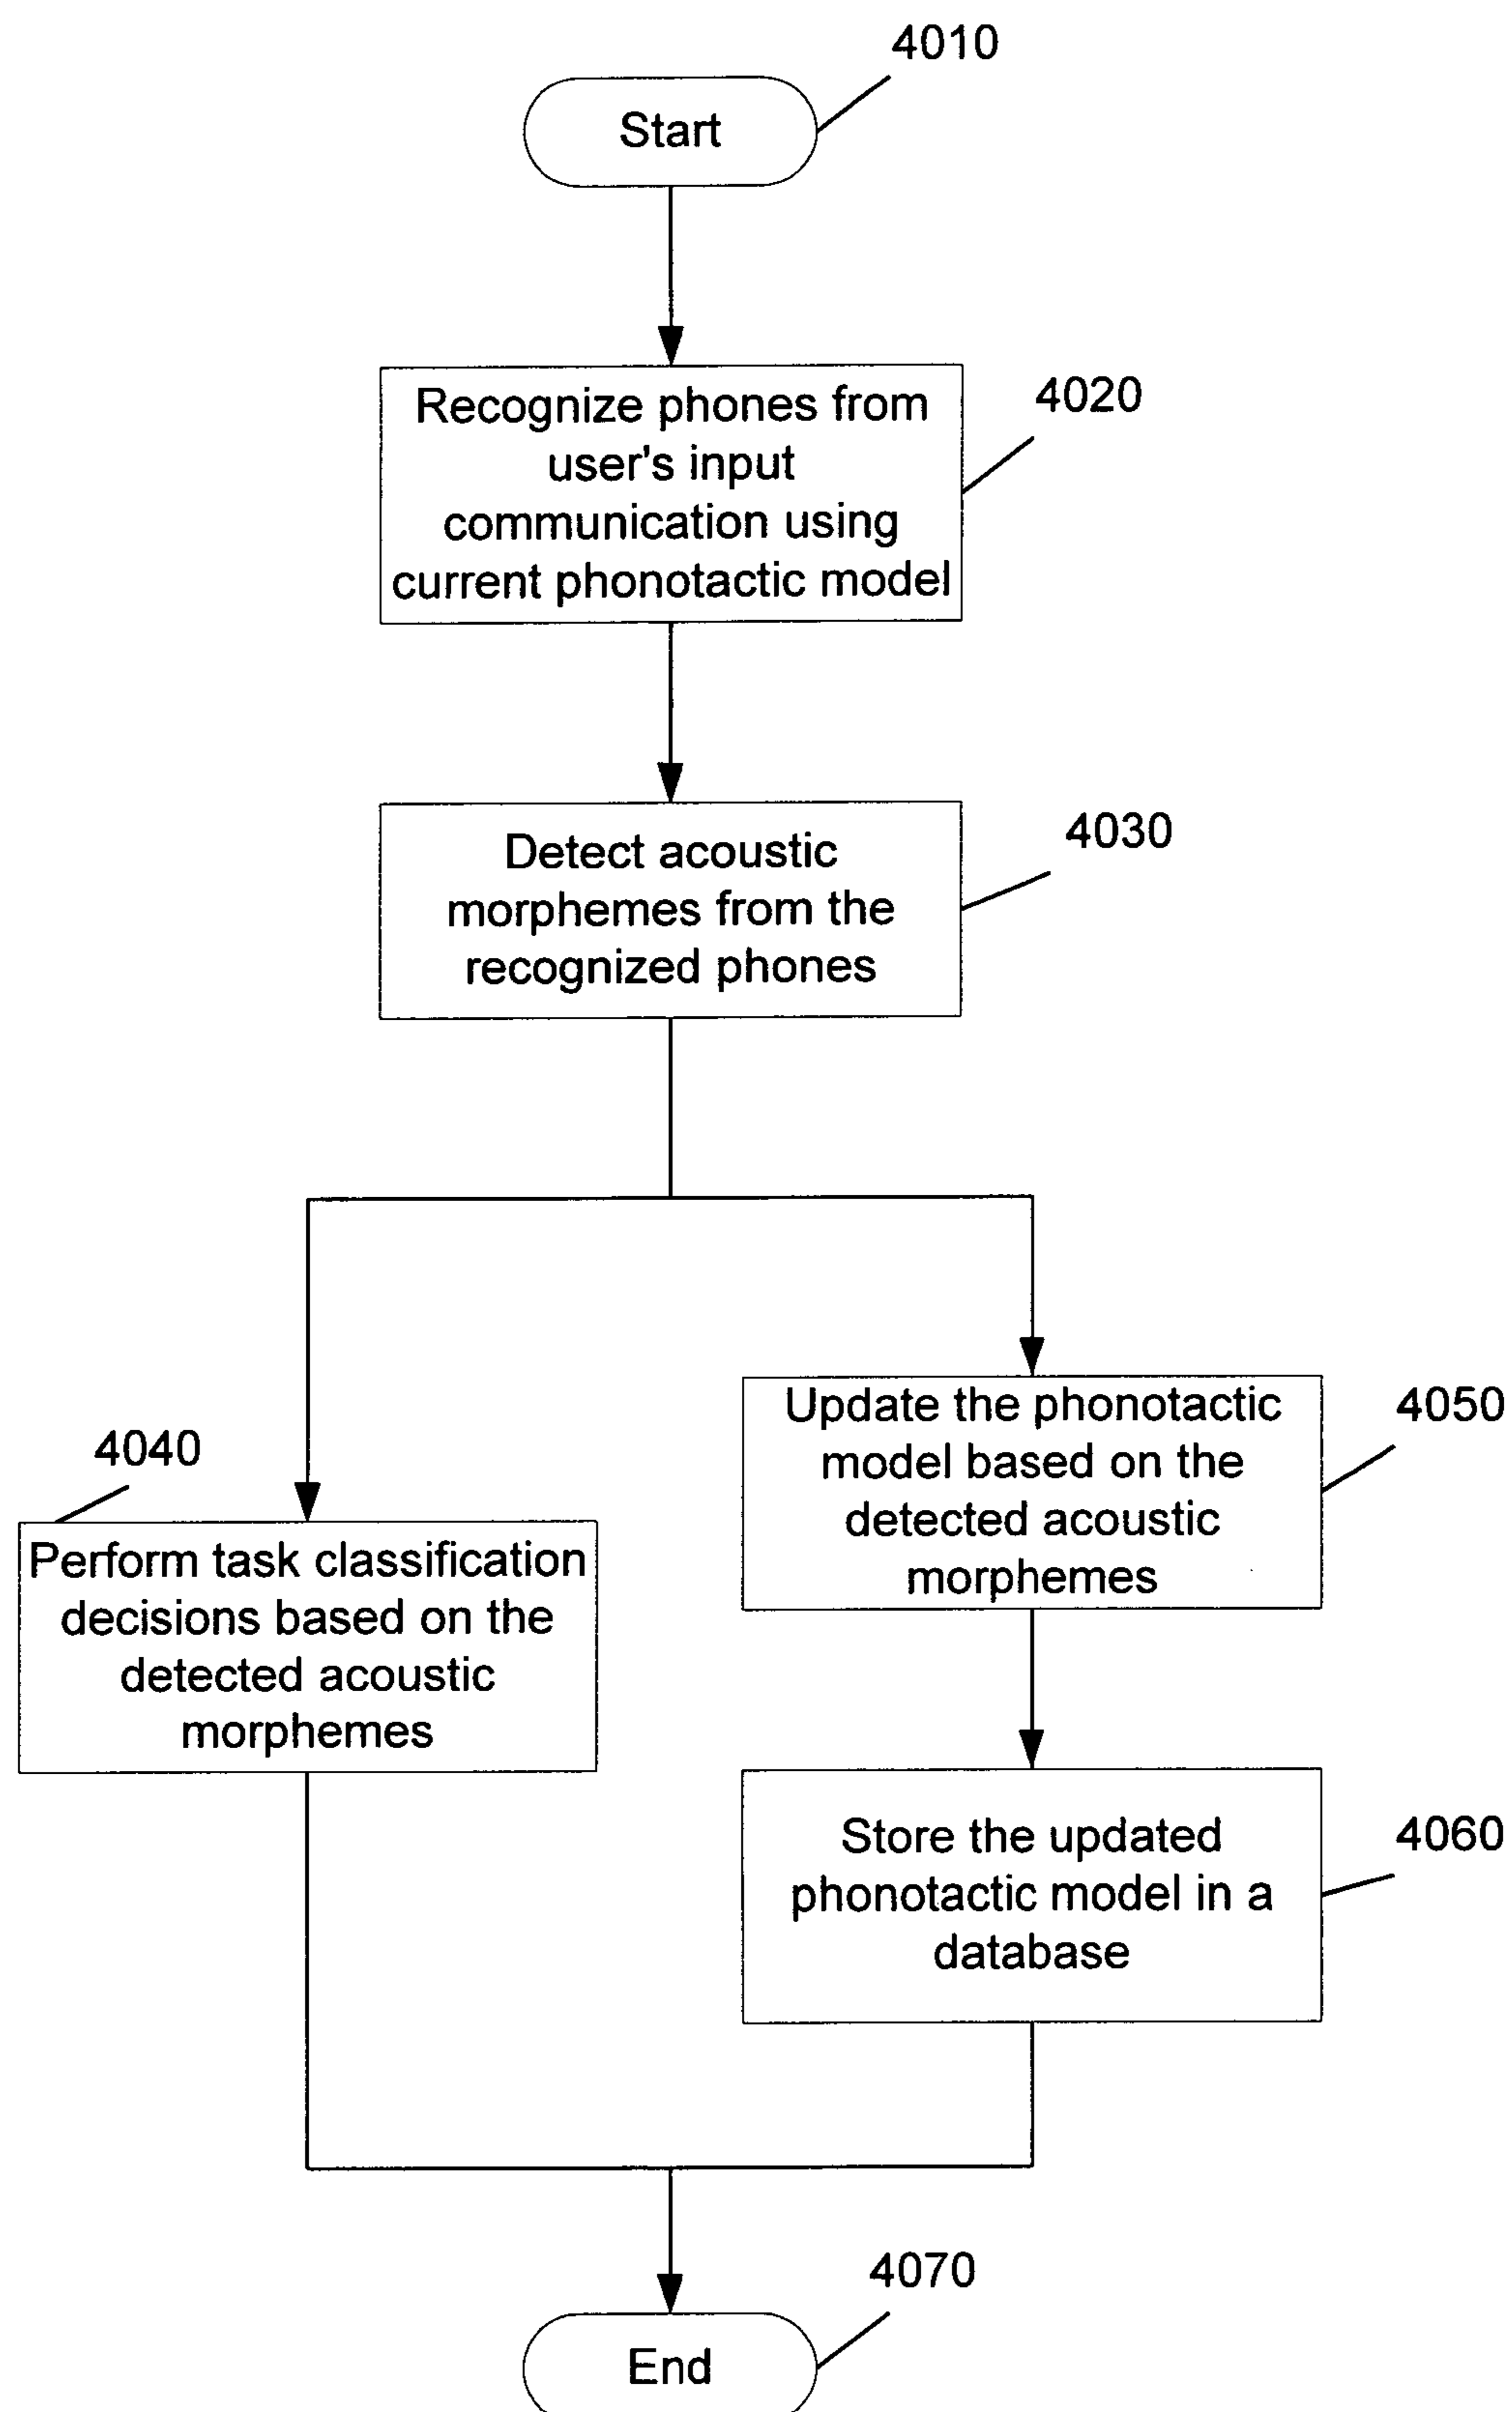 4010
Start
Recognize phones from
user's input
communication using
current phonotactic model
4020
Detect acoustic
morphemes from the
recognized phones
4030
4040
Perform task classification
decisions based on the
detected acoustic
morphemes
Update the phonotactic
model based on the
detected acoustic
morphemes
4050
Store the updated
phonotactic model in a
database
4060
4070
End